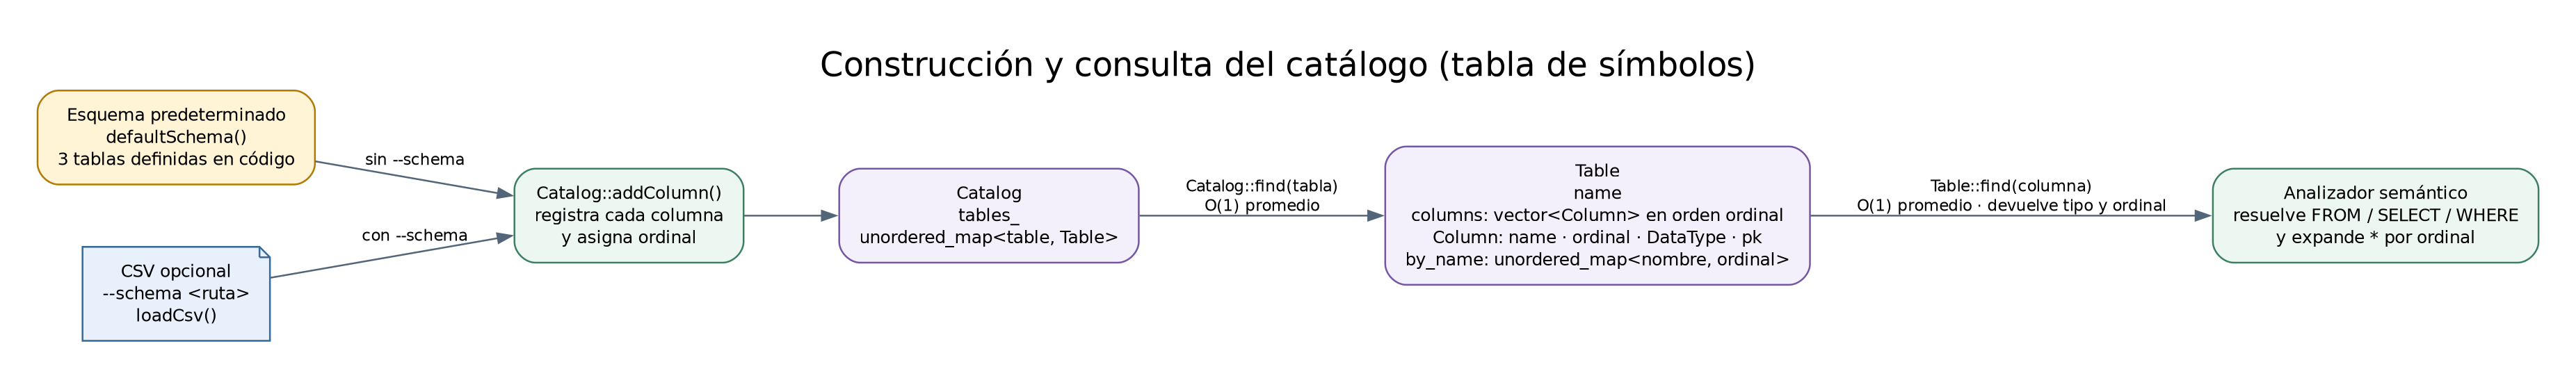 Construcción y consulta del catálogo (tabla de símbolos)
Esquema predeterminado
defaultSchema()
3 tablas definidas en código
sin --schema
CSV opcional
--schema <ruta>
loadCsv()
con --schema
Catalog::addColumn()
registra cada columna
y asigna ordinal
Catalog
tables_
unordered_map<table, Table>
Catalog::find(tabla)
O(1) promedio
Table
name
columns: vector<Column> en orden ordinal
Column: name · ordinal · DataType · pk
by_name: unordered_map<nombre, ordinal>
Table::find(columna)
O(1) promedio · devuelve tipo y ordinal
Analizador semántico
resuelve FROM / SELECT / WHERE
y expande * por ordinal